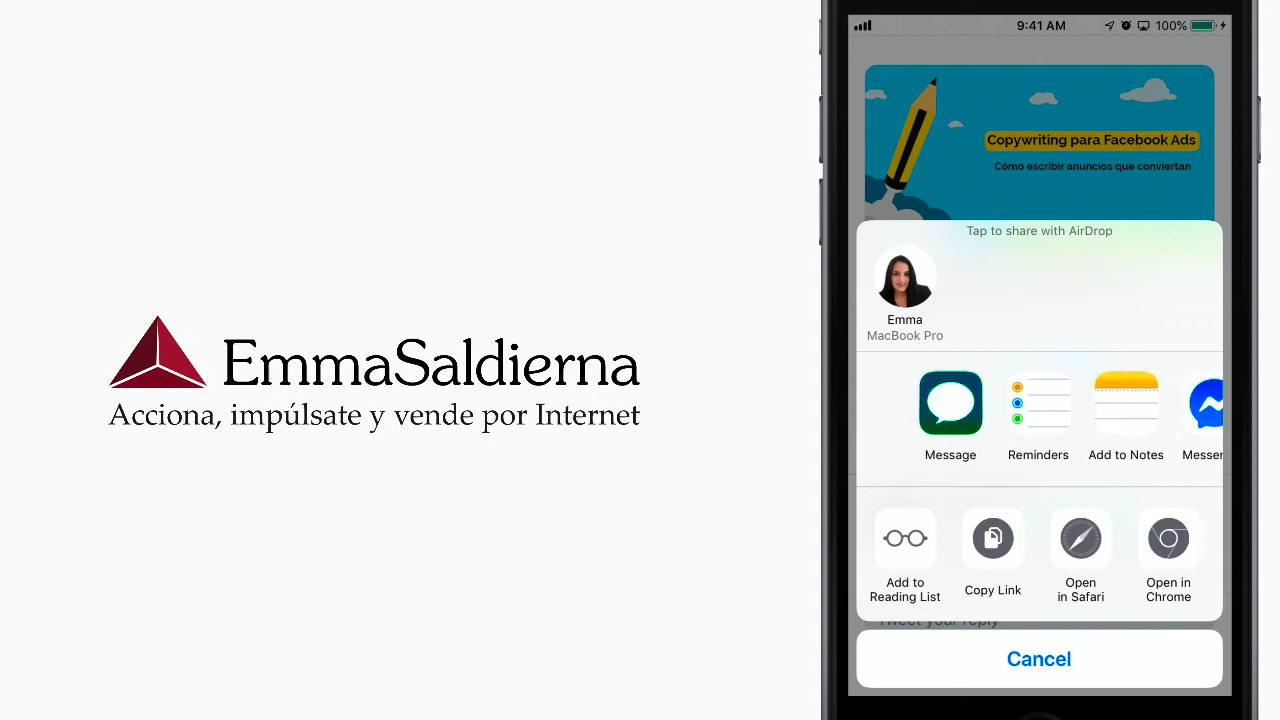 EmmaSaldierna
Acciona, impúlsate y vende por Internet
9:41 AM
100%
Copywriting para Facebook Ads
Cómo escribir anuncios que conviertan
Tap to share with AirDrop
Emma
MacBook Pro
Message
Reminders
Add to Notes
Messen
Add to
Reading List
Copy Link
Open
in Safari
Open in
Chrome
Tweet your reply
Cancel